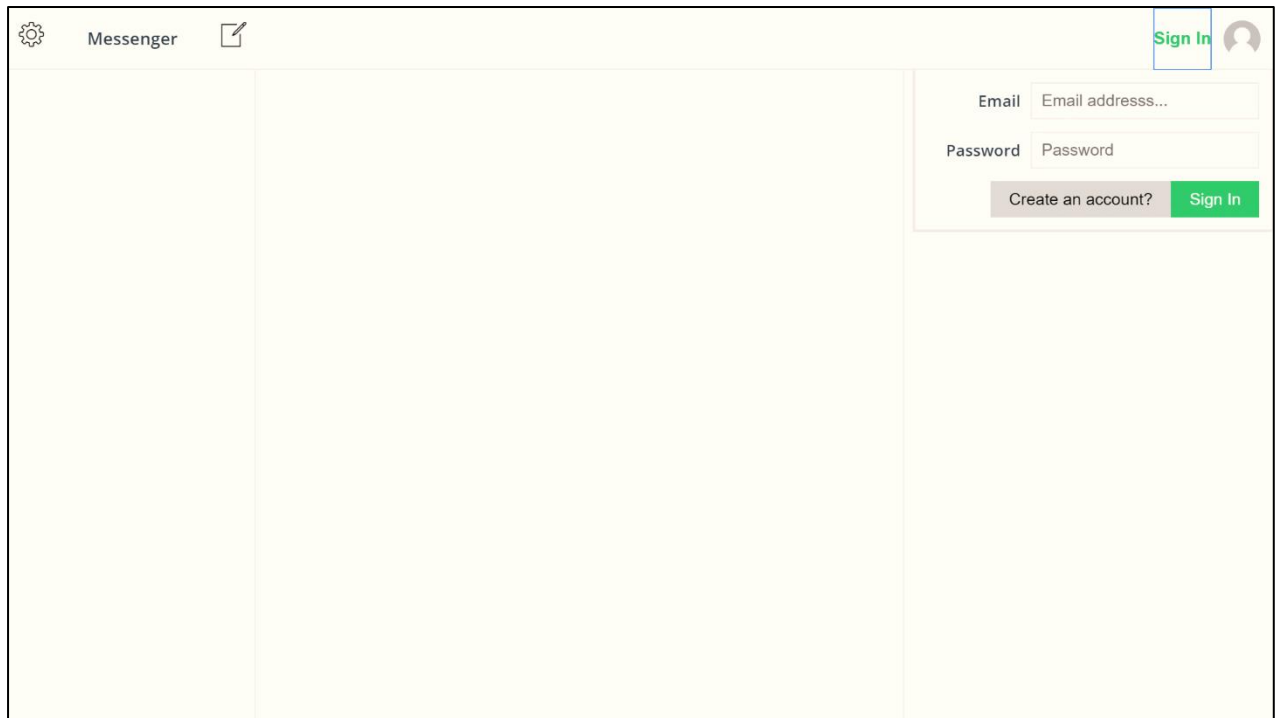 Messenger
Sign In
Email
Email addresss...
Password
Password
Create an account?
Sign In